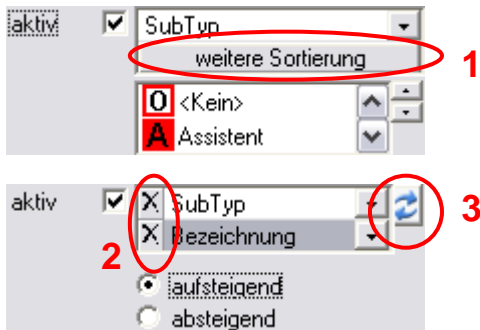 aktiv SubTyp
weitere Sortierung
1
O <Kein>
A Assistent
aktiv X SubTyp
3
X Bezeichnung
2
aufsteigend
absteigend